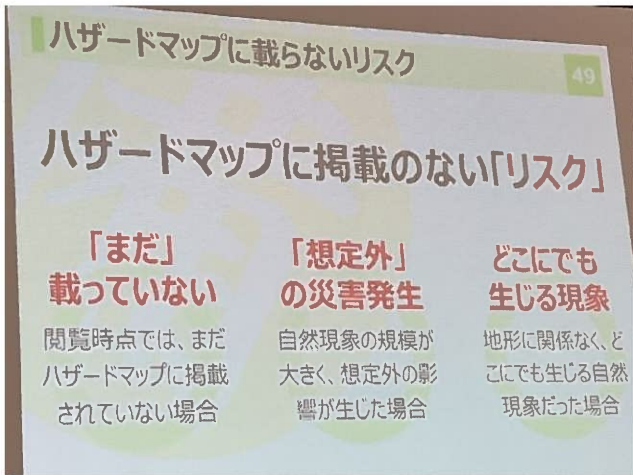 ハザードマップに載らないリスク
49
ハザードマップに掲載のない「リスク」
「まだ」
載っていない
閲覧時点では、まだ
ハザードマップに掲載
されていない場合
「想定外」
の災害発生
自然現象の規模が
大きく、想定外の影
響が生じた場合
どこにでも
生じる現象
地形に関係なく、ど
こにでも生じる自然
現象だった場合